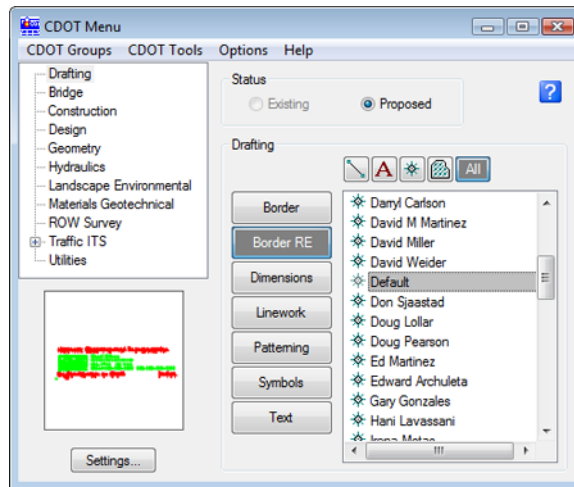 CDOT Menu
CDOT Groups CDOT Tools Options Help
Drafting
Bridge
Construction
Design
Geometry
Hydraulics
Landscape Environmental
Materials Geotechnical
ROW Survey
Traffic ITS
Utilities
Settings...
Status
Existing Proposed
?
Drafting
A All
Border
Border RE
Dimensions
Linework
Patterning
Symbols
Text
Darryl Carlson
David M Martinez
David Miller
David Weider
Default
Don Sjaastad
Doug Lollar
Doug Pearson
Ed Martinez
Edward Archuleta
Gary Gonzales
Hani Lavassani